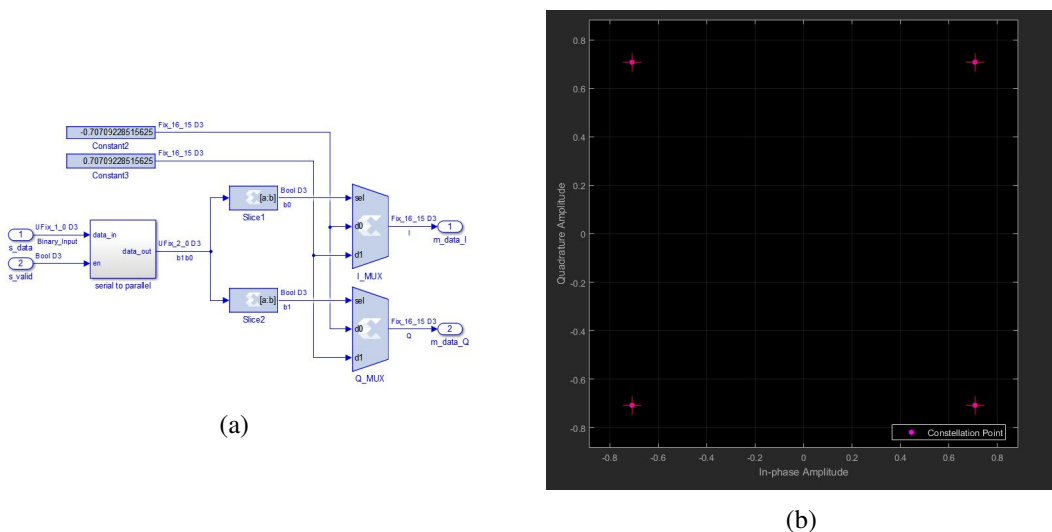 Fix_16_15 D3
-0.70709228515625
Constant2
Fix_16_15 D3
0.70709228515625
Constant3
[a:b]
Slice1
Bool D3
b0
sel
d0
d1
I_MUX
Fix_16_15 D3
I
1
m_data_I
UFix_1_0 D3
1
s_data
Binary_Input
Bool D3
2
s_valid
data_in
data_out
en
serial to parallel
UFix_2_0 D3
b1b0
[a:b]
Slice2
Bool D3
b1
sel
d0
d1
Q_MUX
Fix_16_15 D3
Q
2
m_data_Q
(a)
Quadrature Amplitude
0.8
0.6
0.4
0.2
0
-0.2
-0.4
-0.6
-0.8
Constellation Point
-0.8 -0.6 -0.4 -0.2 0 0.2 0.4 0.6 0.8
In-phase Amplitude
(b)